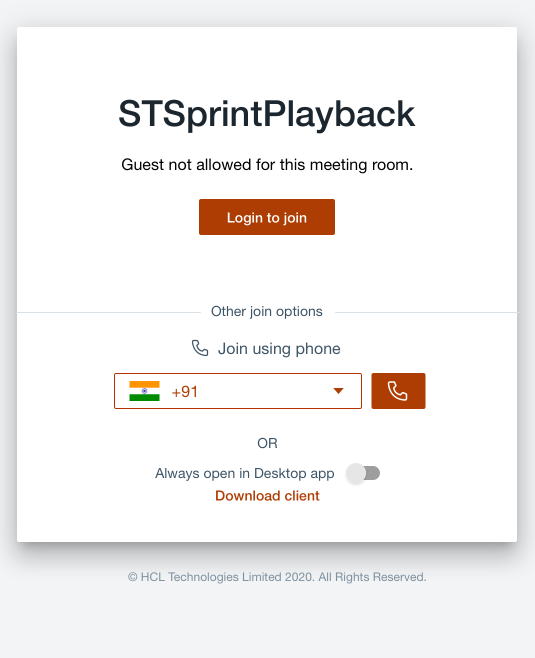 STSprintPlayback
Guest not allowed for this meeting room.
Login to join
Other join options
Join using phone
+91
OR
Always open in Desktop app
Download client
© HCL Technologies Limited 2020. All Rights Reserved.